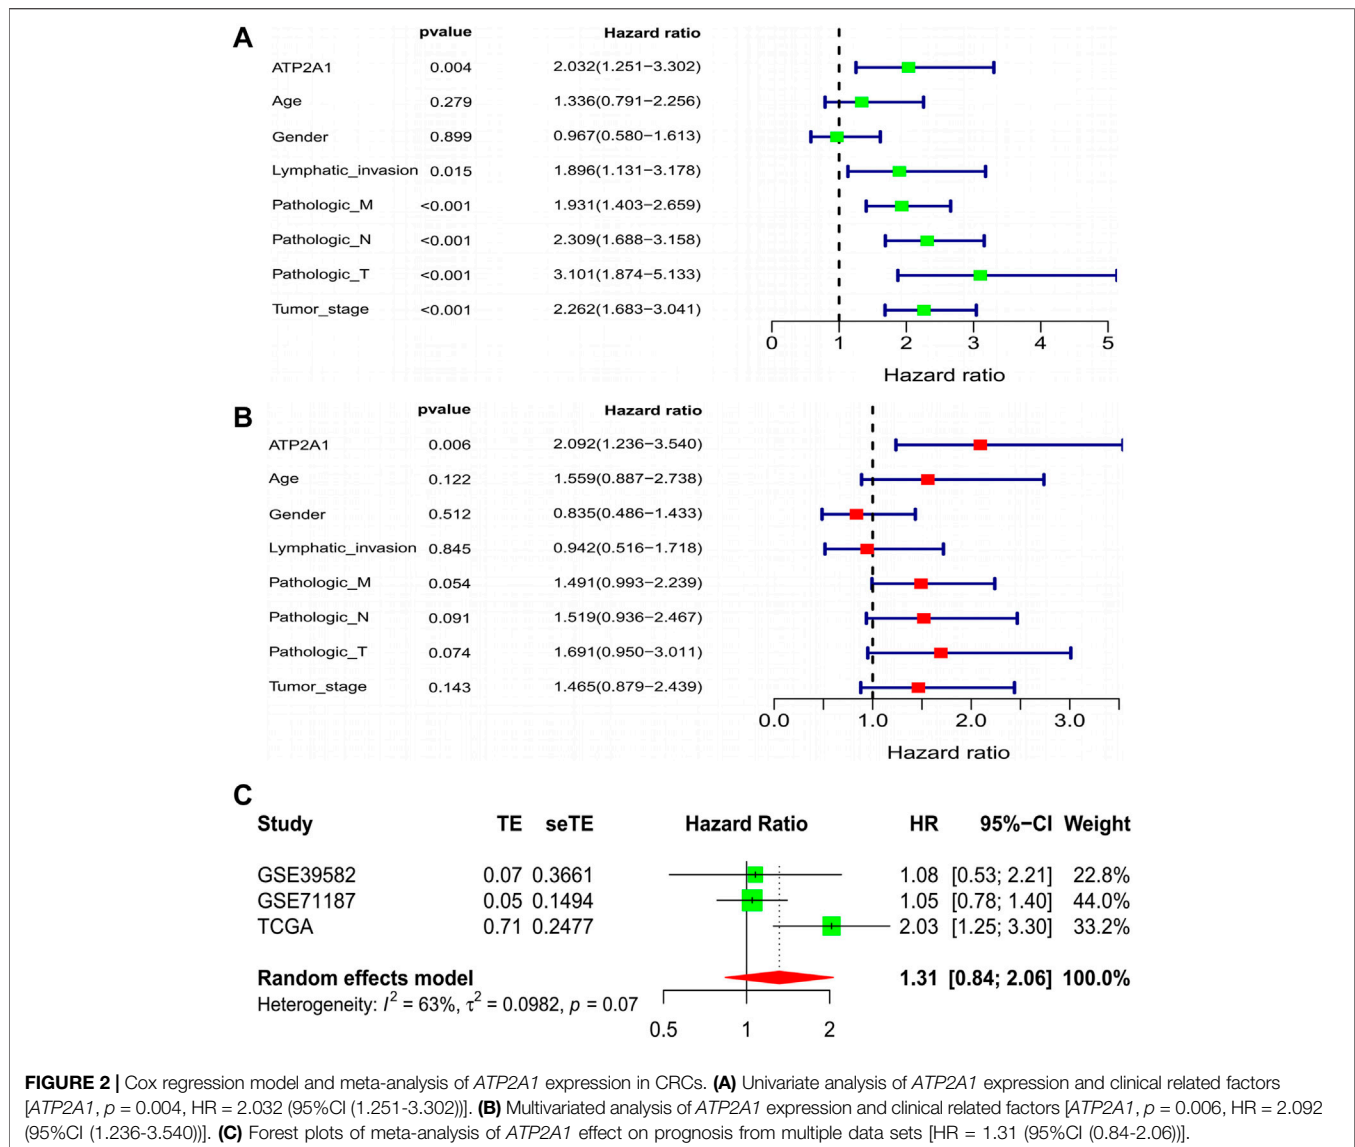 A
pvalue Hazard ratio
ATP2A1 0.004 2.032(1.251−3.302)
Age 0.279 1.336(0.791−2.256)
Gender 0.899 0.967(0.580−1.613)
Lymphatic_invasion 0.015 1.896(1.131−3.178)
Pathologic_M <0.001 1.931(1.403−2.659)
Pathologic_N <0.001 2.309(1.688−3.158)
Pathologic_T <0.001 3.101(1.874−5.133)
Tumor_stage <0.001 2.262(1.683−3.041)
0 1 2 3 4 5
Hazard ratio
B
pvalue Hazard ratio
ATP2A1 0.006 2.092(1.236−3.540)
Age 0.122 1.559(0.887−2.738)
Gender 0.512 0.835(0.486−1.433)
Lymphatic_invasion 0.845 0.942(0.516−1.718)
Pathologic_M 0.054 1.491(0.993−2.239)
Pathologic_N 0.091 1.519(0.936−2.467)
Pathologic_T 0.074 1.691(0.950−3.011)
Tumor_stage 0.143 1.465(0.879−2.439)
0.0 1.0 2.0 3.0
Hazard ratio
C
Study TE seTE Hazard Ratio HR 95%−CI Weight
GSE39582 0.07 0.3661 1.08 [0.53; 2.21] 22.8%
GSE71187 0.05 0.1494 1.05 [0.78; 1.40] 44.0%
TCGA 0.71 0.2477 2.03 [1.25; 3.30] 33.2%
Random effects model 1.31 [0.84; 2.06] 100.0%
Heterogeneity: I² = 63%, τ² = 0.0982, p = 0.07
0.5 1 2
FIGURE 2 | Cox regression model and meta-analysis of ATP2A1 expression in CRCs. (A) Univariate analysis of ATP2A1 expression and clinical related factors
[ATP2A1, p = 0.004, HR = 2.032 (95%CI (1.251-3.302))]. (B) Multivariated analysis of ATP2A1 expression and clinical related factors [ATP2A1, p = 0.006, HR = 2.092
(95%CI (1.236-3.540))]. (C) Forest plots of meta-analysis of ATP2A1 effect on prognosis from multiple data sets [HR = 1.31 (95%CI (0.84-2.06))].